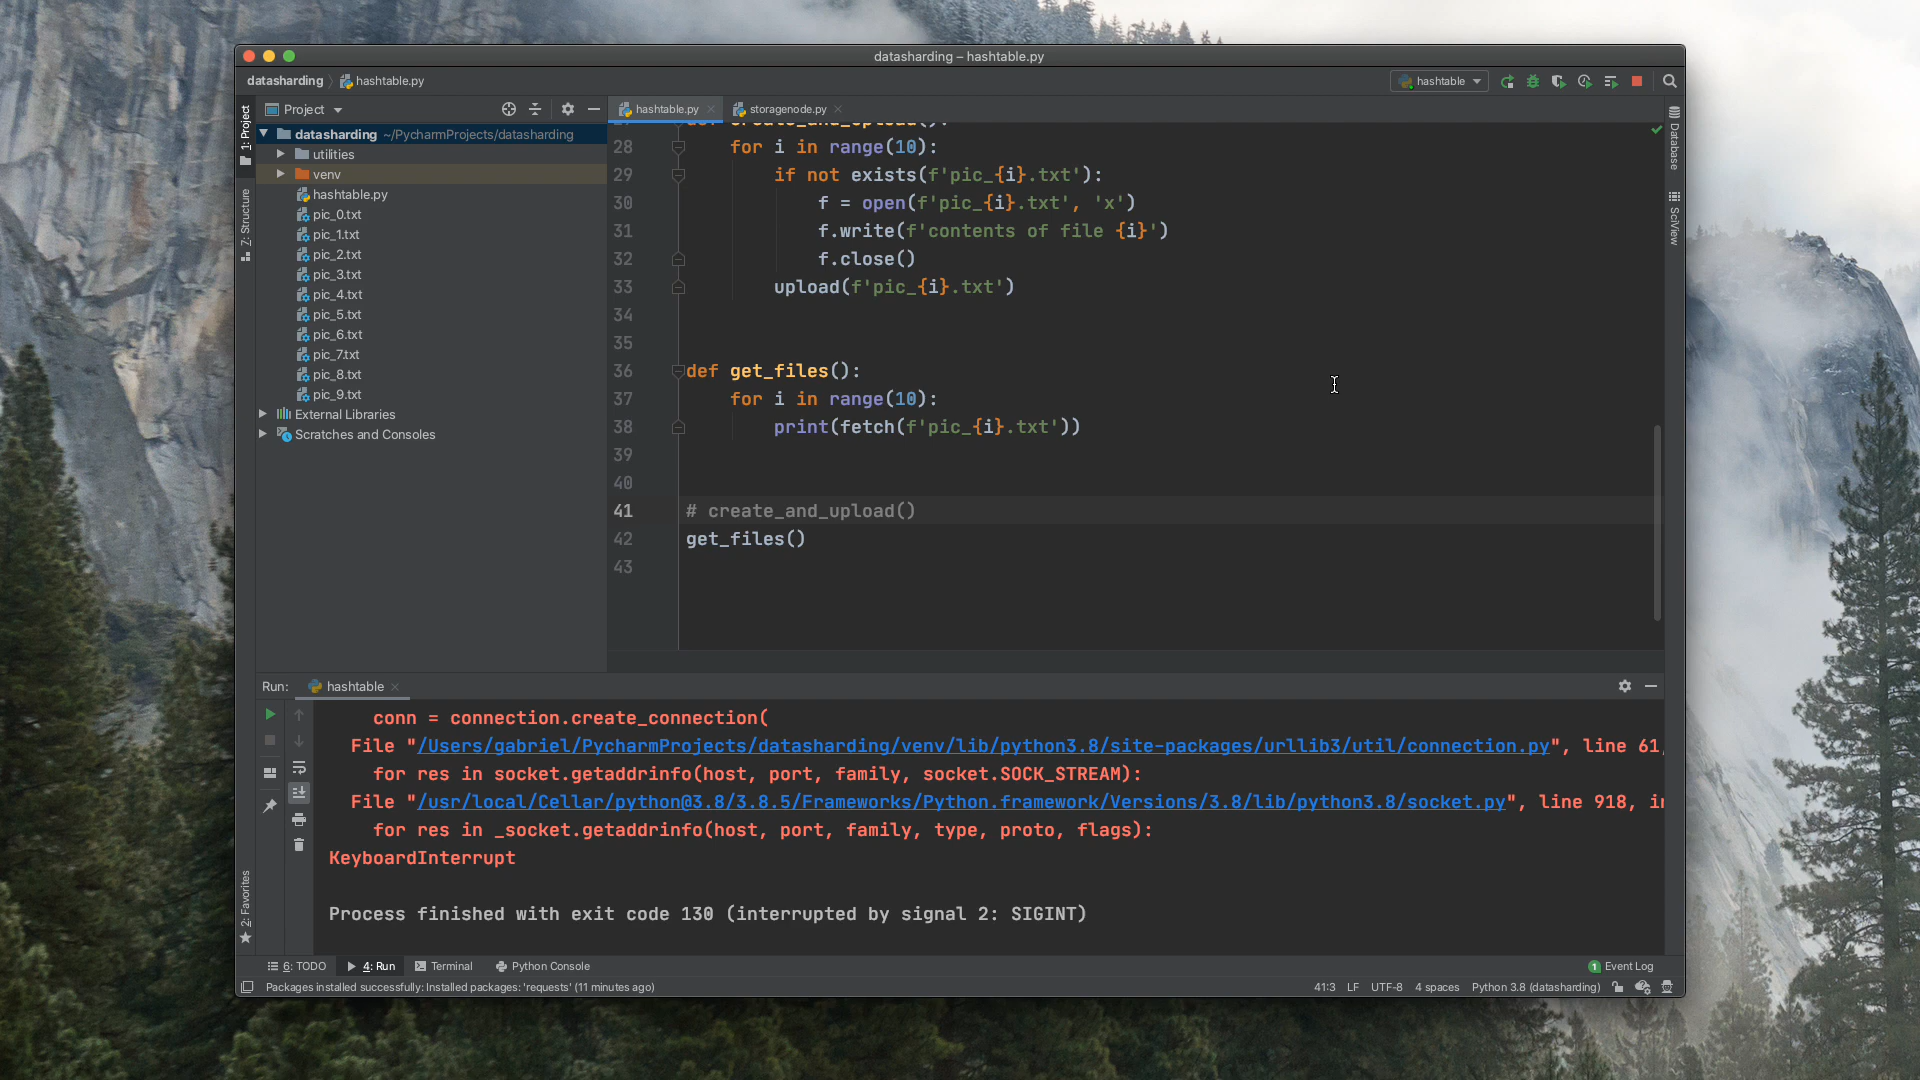 datasharding – hashtable.py
datasharding
hashtable.py
hashtable
1: Project
Z: Structure
2: Favorites
Project
datasharding ~/PycharmProjects/datasharding
utilities
venv
hashtable.py
pic_0.txt
pic_1.txt
pic_2.txt
pic_3.txt
pic_4.txt
pic_5.txt
pic_6.txt
pic_7.txt
pic_8.txt
pic_9.txt
External Libraries
Scratches and Consoles
hashtable.py
storagenode.py
28 for i in range(10):
29 if not exists(f'pic_{i}.txt'):
30 f = open(f'pic_{i}.txt', 'x')
31 f.write(f'contents of file {i}')
32 f.close()
33 upload(f'pic_{i}.txt')
34
35
36 def get_files():
37 for i in range(10):
38 print(fetch(f'pic_{i}.txt'))
39
40
41 # create_and_upload()
42 get_files()
43
Database
SciView
Run: hashtable
conn = connection.create_connection(
File "/Users/gabriel/PycharmProjects/datasharding/venv/lib/python3.8/site-packages/urllib3/util/connection.py", line 61,
for res in socket.getaddrinfo(host, port, family, socket.SOCK_STREAM):
File "/usr/local/Cellar/python@3.8/3.8.5/Frameworks/Python.framework/Versions/3.8/lib/python3.8/socket.py", line 918,
for res in _socket.getaddrinfo(host, port, family, type, proto, flags):
KeyboardInterrupt
Process finished with exit code 130 (interrupted by signal 2: SIGINT)
6: TODO
4: Run
Terminal
Python Console
1 Event Log
Packages installed successfully: Installed packages: 'requests' (11 minutes ago)
41:3 LF UTF-8 4 spaces Python 3.8 (datasharding)